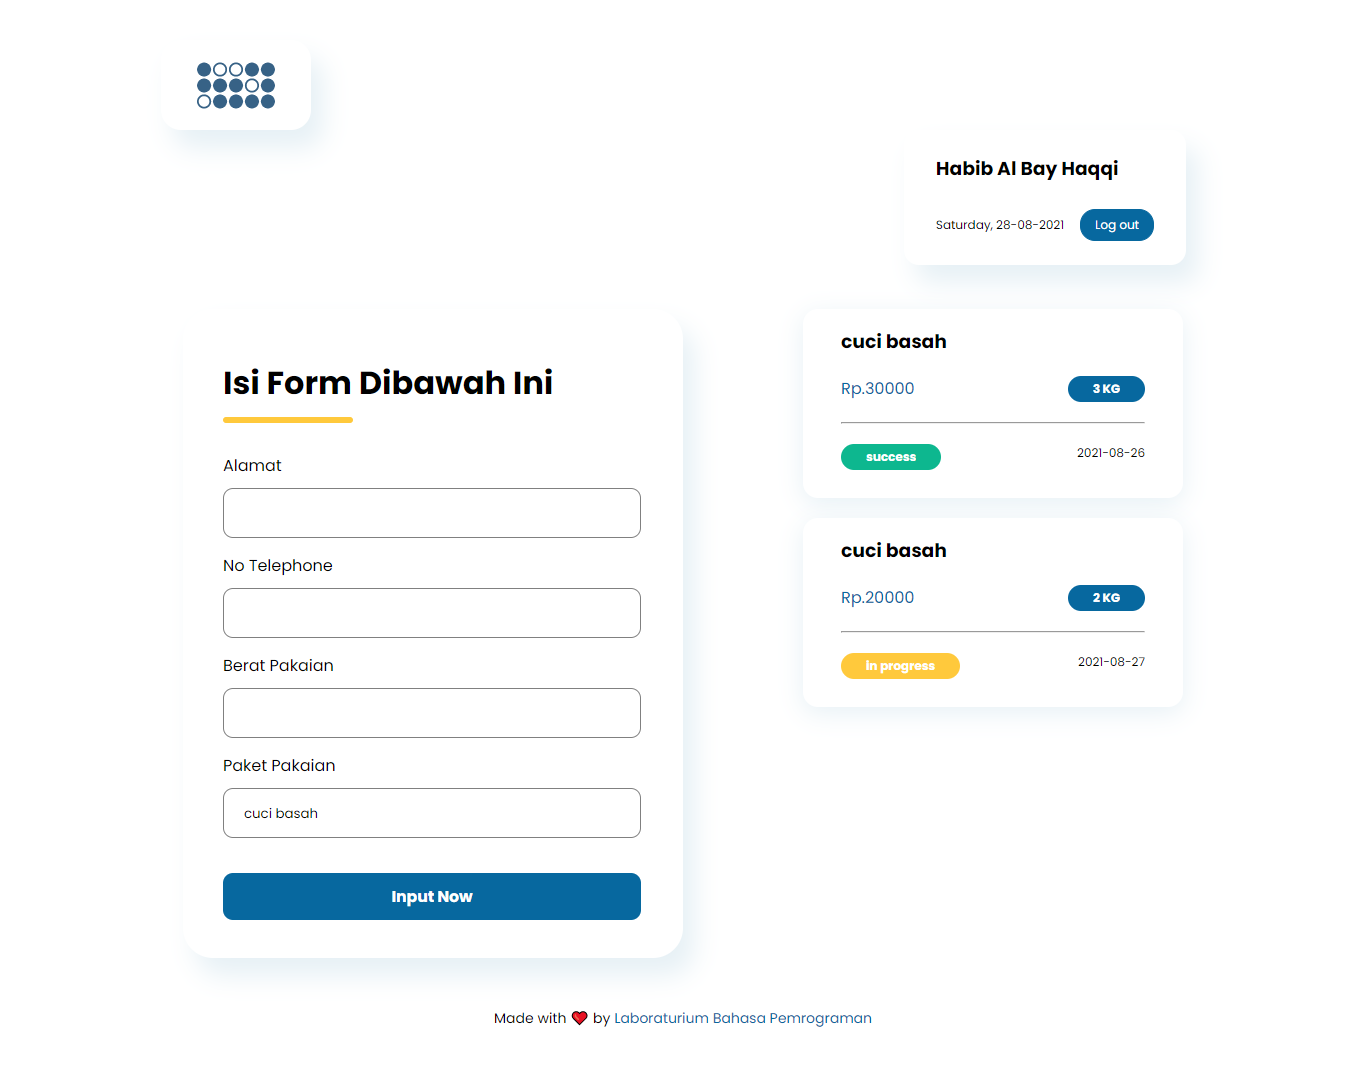 Habib Al Bay Haqqi
Saturday, 28-08-2021
Log out
Isi Form Dibawah Ini
Alamat
No Telephone
Berat Pakaian
Paket Pakaian
cuci basah
Input Now
cuci basah
Rp.30000
3 KG
success
2021-08-26
cuci basah
Rp.20000
2 KG
in progress
2021-08-27
Made with ❤️ by Laboraturium Bahasa Pemrograman